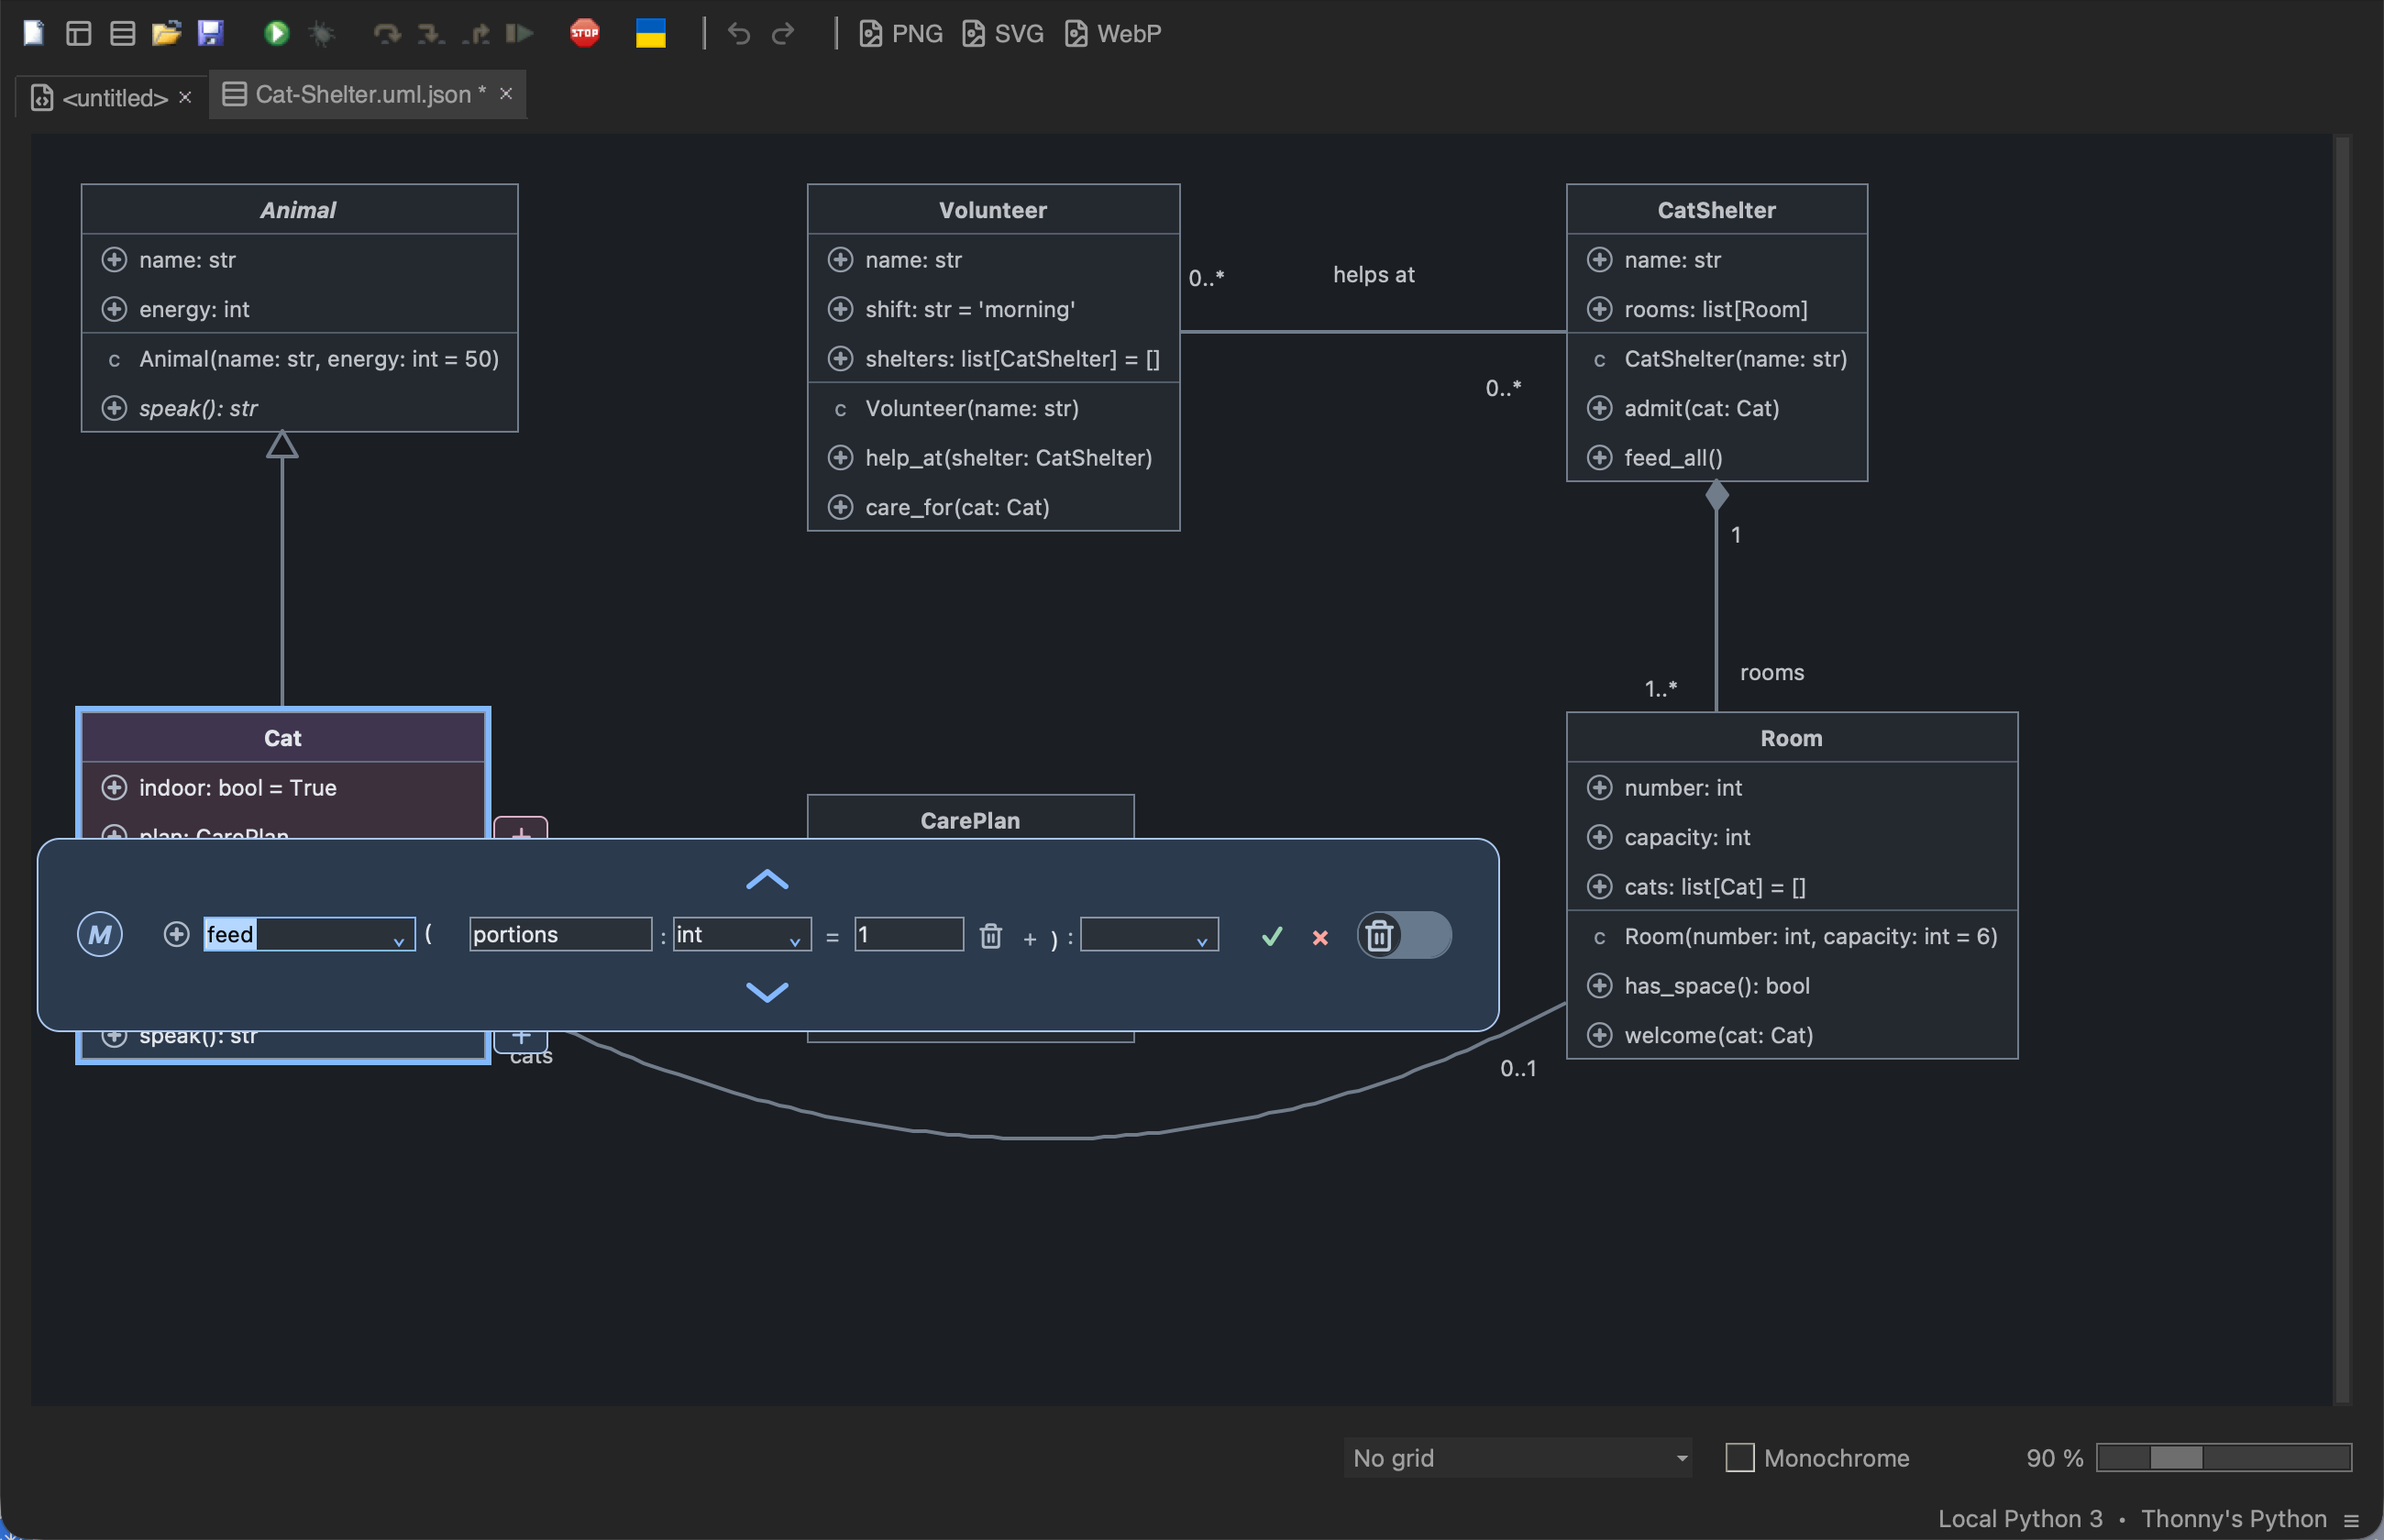 STOP PNG SVG WebP
<untitled> × Cat-Shelter.uml.json * ×
Animal
name: str
energy: int
c Animal(name: str, energy: int = 50)
speak(): str
Volunteer
name: str
shift: str = 'morning'
shelters: list[CatShelter] = []
c Volunteer(name: str)
help_at(shelter: CatShelter)
care_for(cat: Cat)
0..*
helps at
0..*
CatShelter
name: str
rooms: list[Room]
c CatShelter(name: str)
admit(cat: Cat)
feed_all()
1
rooms
1..*
Cat
indoor: bool = True
plan: CarePlan
CarePlan
M feed ( portions : int = 1 + ) :
speak(): str
cats
Room
number: int
capacity: int
cats: list[Cat] = []
c Room(number: int, capacity: int = 6)
has_space(): bool
welcome(cat: Cat)
0..1
No grid Monochrome 90 %
Local Python 3 • Thonny's Python ≡